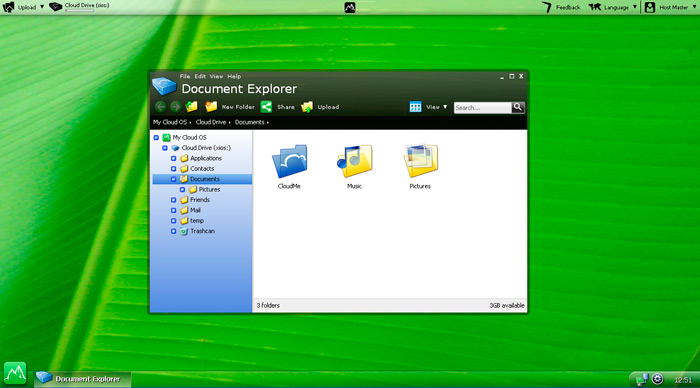 Upload ▼ Cloud Drive (xios:) Feedback Language ▼ Host Master ▼
File Edit View Help
Document Explorer
New Folder Share Upload View ▼ Search...
My Cloud OS › Cloud Drive › Documents ›
My Cloud OS
Cloud Drive (xios:)
Applications
Contacts
Documents
Pictures
Friends
Mail
temp
Trashcan
CloudMe Music Pictures
3 folders 3GB available
Document Explorer 12:51